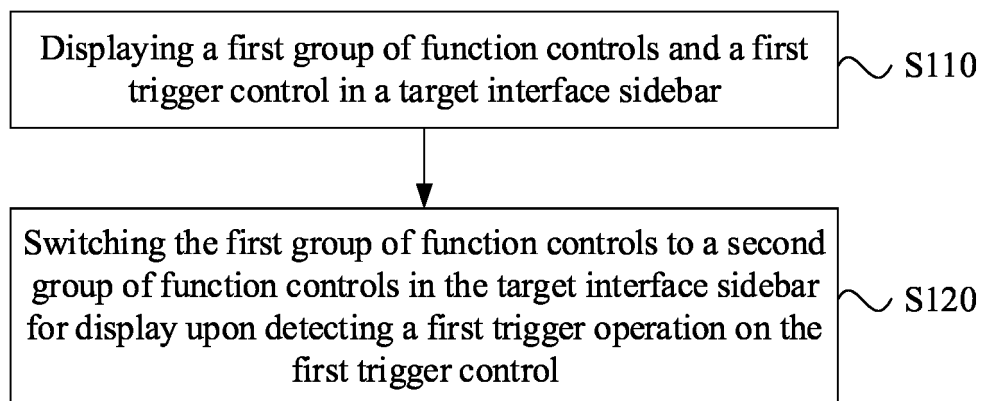 Displaying a first group of function controls and a first
trigger control in a target interface sidebar
S110
Switching the first group of function controls to a second
group of function controls in the target interface sidebar
for display upon detecting a first trigger operation on the
first trigger control
S120